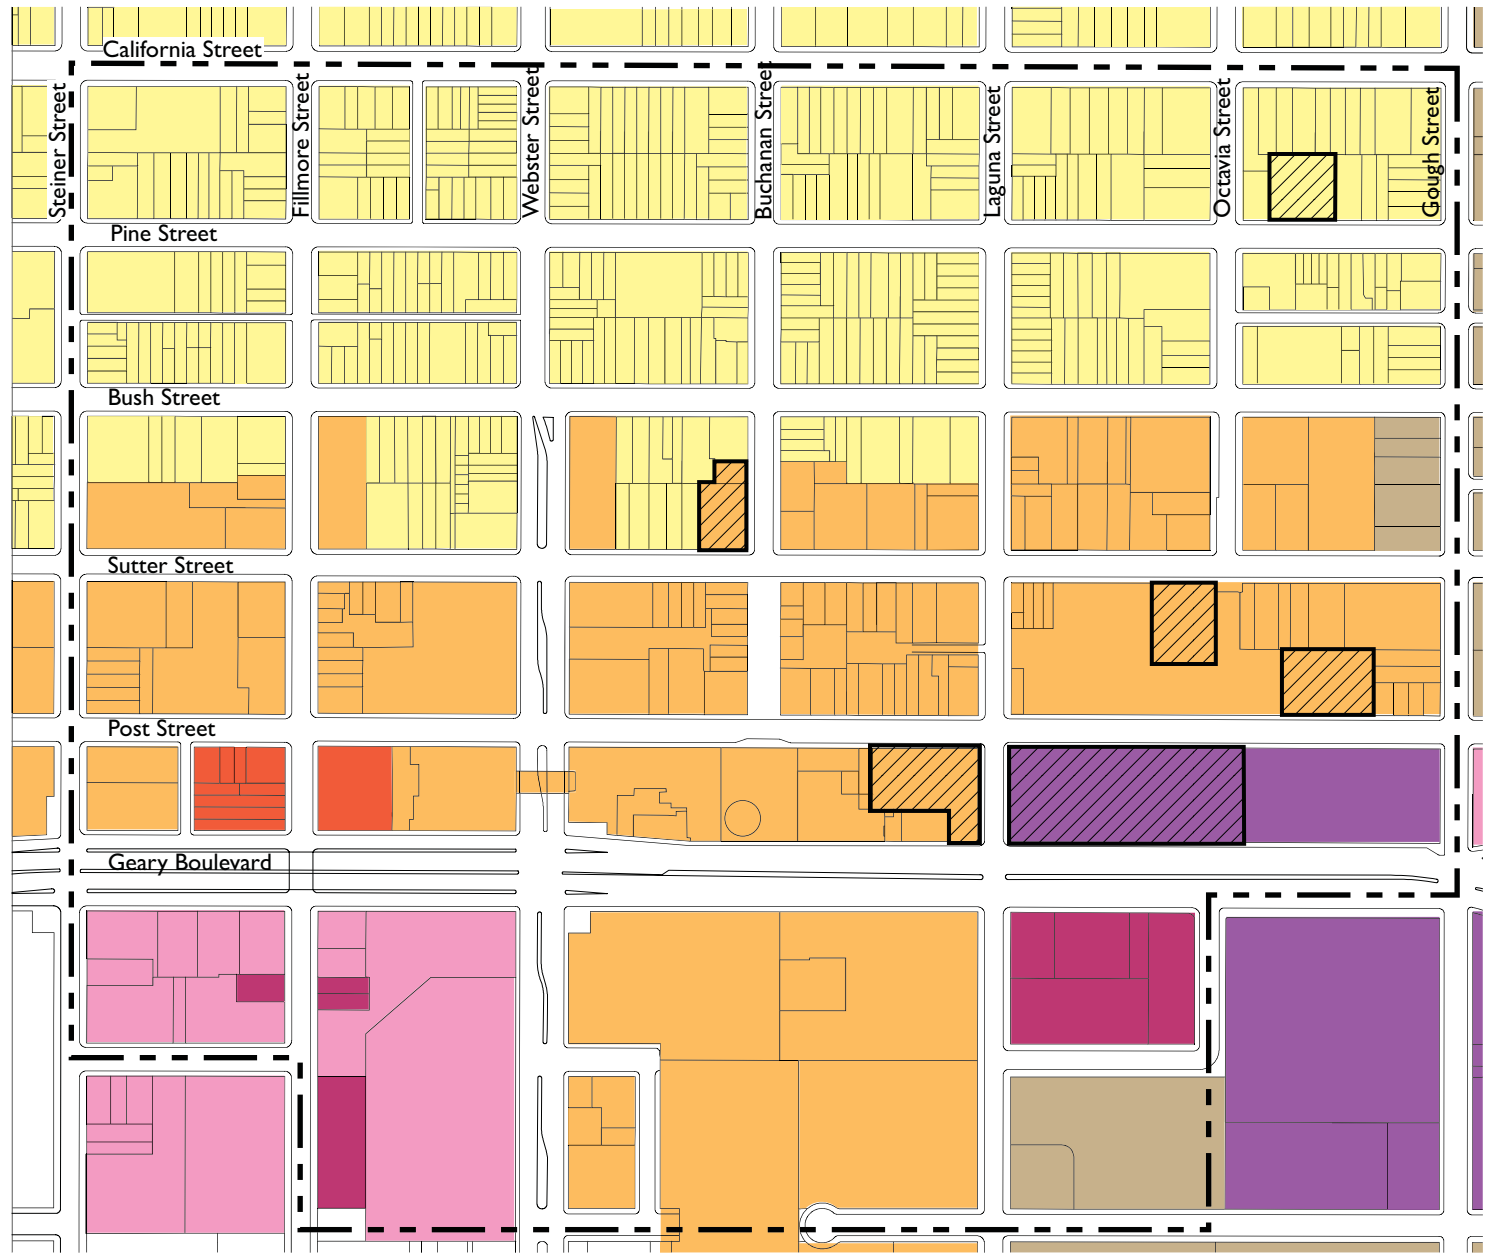 California Street
Steiner Street
Fillmore Street
Webster Street
Buchanan Street
Laguna Street
Octavia Street
Gough Street
Pine Street
Bush Street
Sutter Street
Post Street
Geary Boulevard